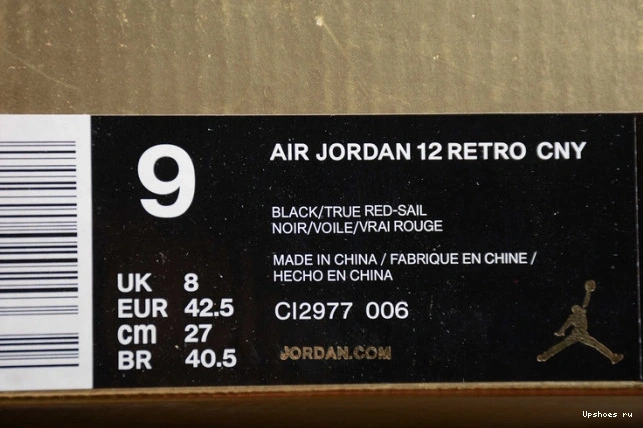 9
AIR JORDAN 12 RETRO CNY
BLACK/TRUE RED-SAIL
NOIR/VOILE/VRAI ROUGE
MADE IN CHINA / FABRIQUE EN CHINE /
HECHO EN CHINA
UK 8
EUR 42.5
cm 27
BR 40.5
CI2977 006
JORDAN.COM
Upshoes ru